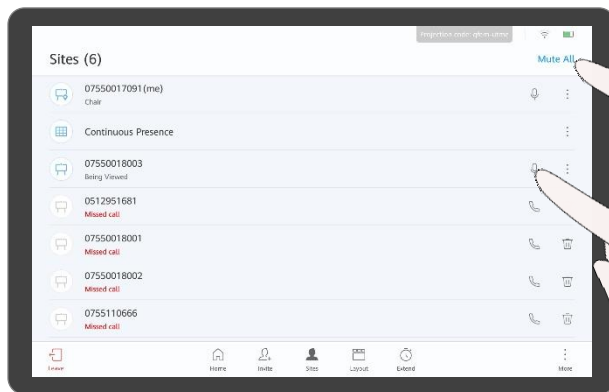 Sites (6)
Mute All
07550017091(me)
Chair
Continuous Presence
07550018003
Being Viewed
0512951681
Missed call
07550018001
Missed call
07550018002
Missed call
0755110666
Missed call
Leave
Home
Invite
Sites
Layout
Extend
More